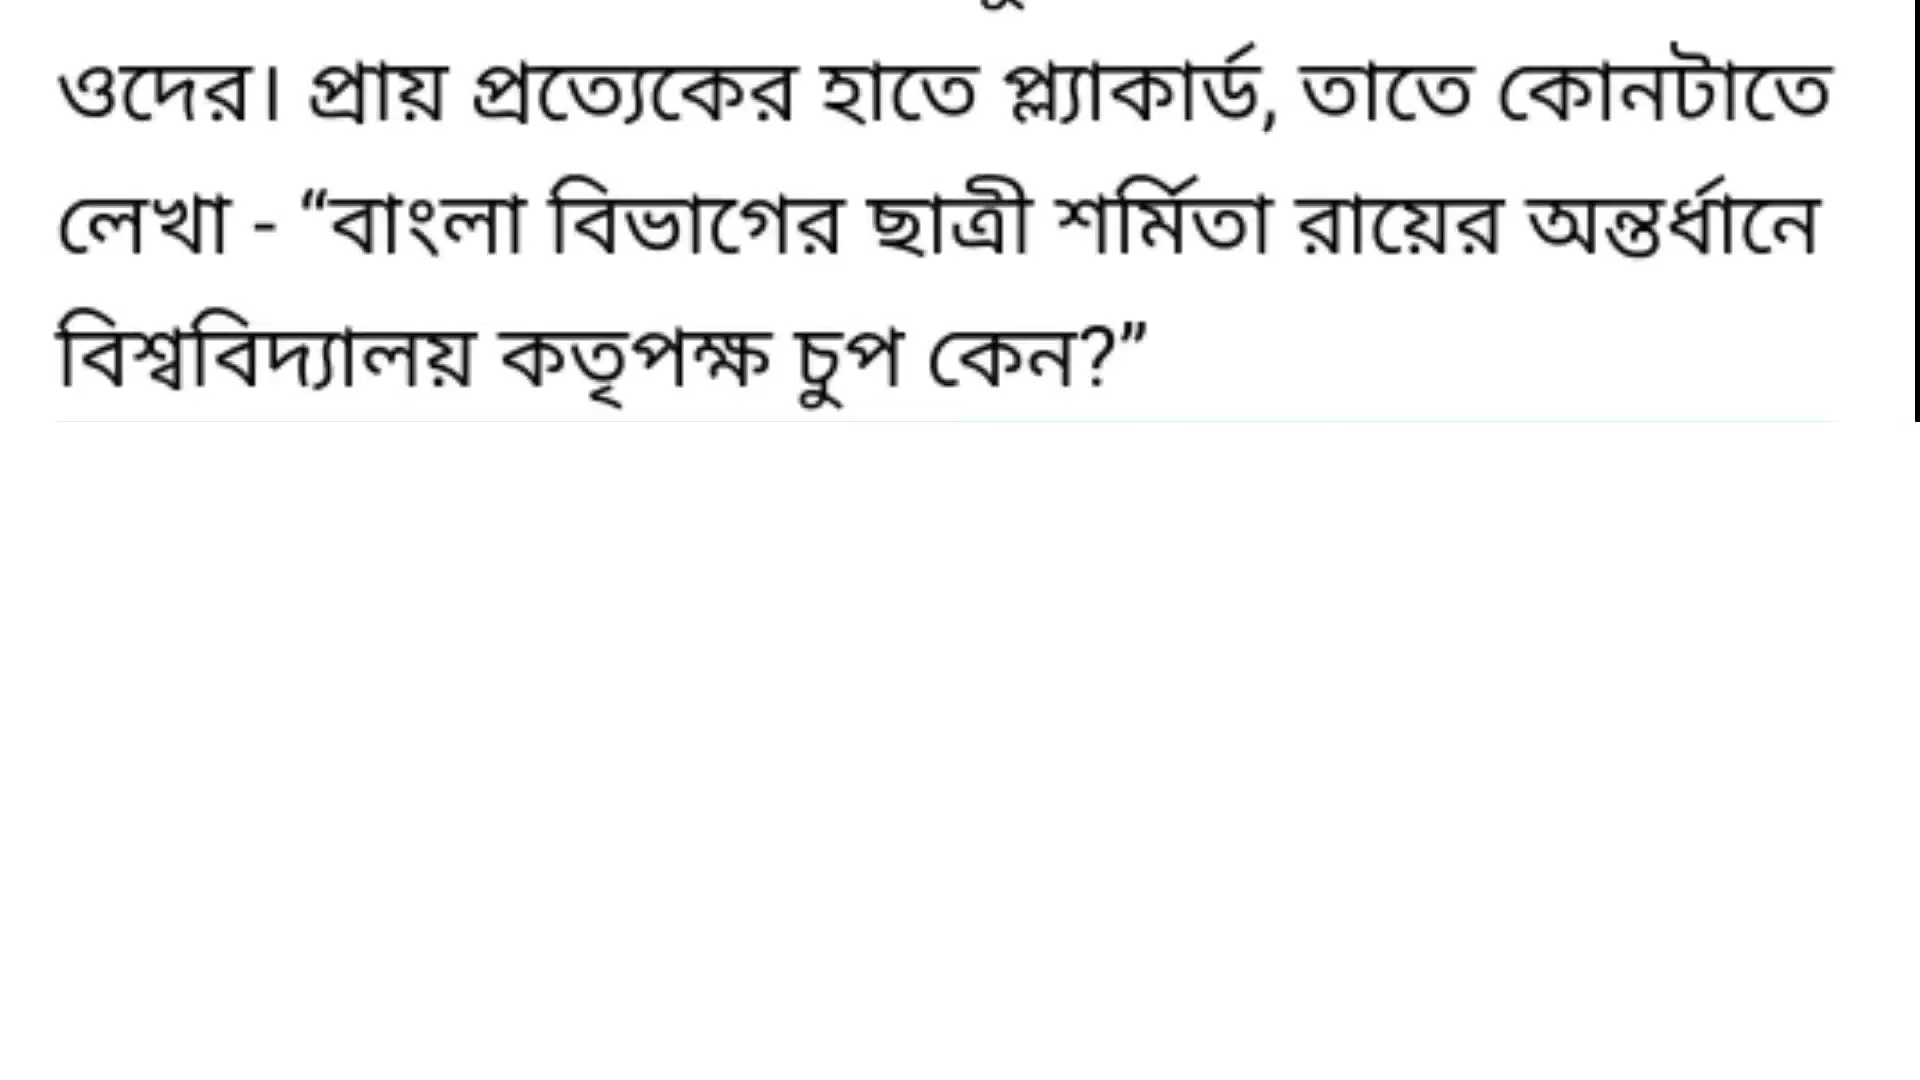 ওদের। প্রায় প্রত্যেকের হাতে প্ল্যাকার্ড, তাতে কোনটাতে
লেখা - “বাংলা বিভাগের ছাত্রী শর্মিতা রায়ের অন্তর্ধানে
বিশ্ববিদ্যালয় কতৃপক্ষ চুপ কেন?”